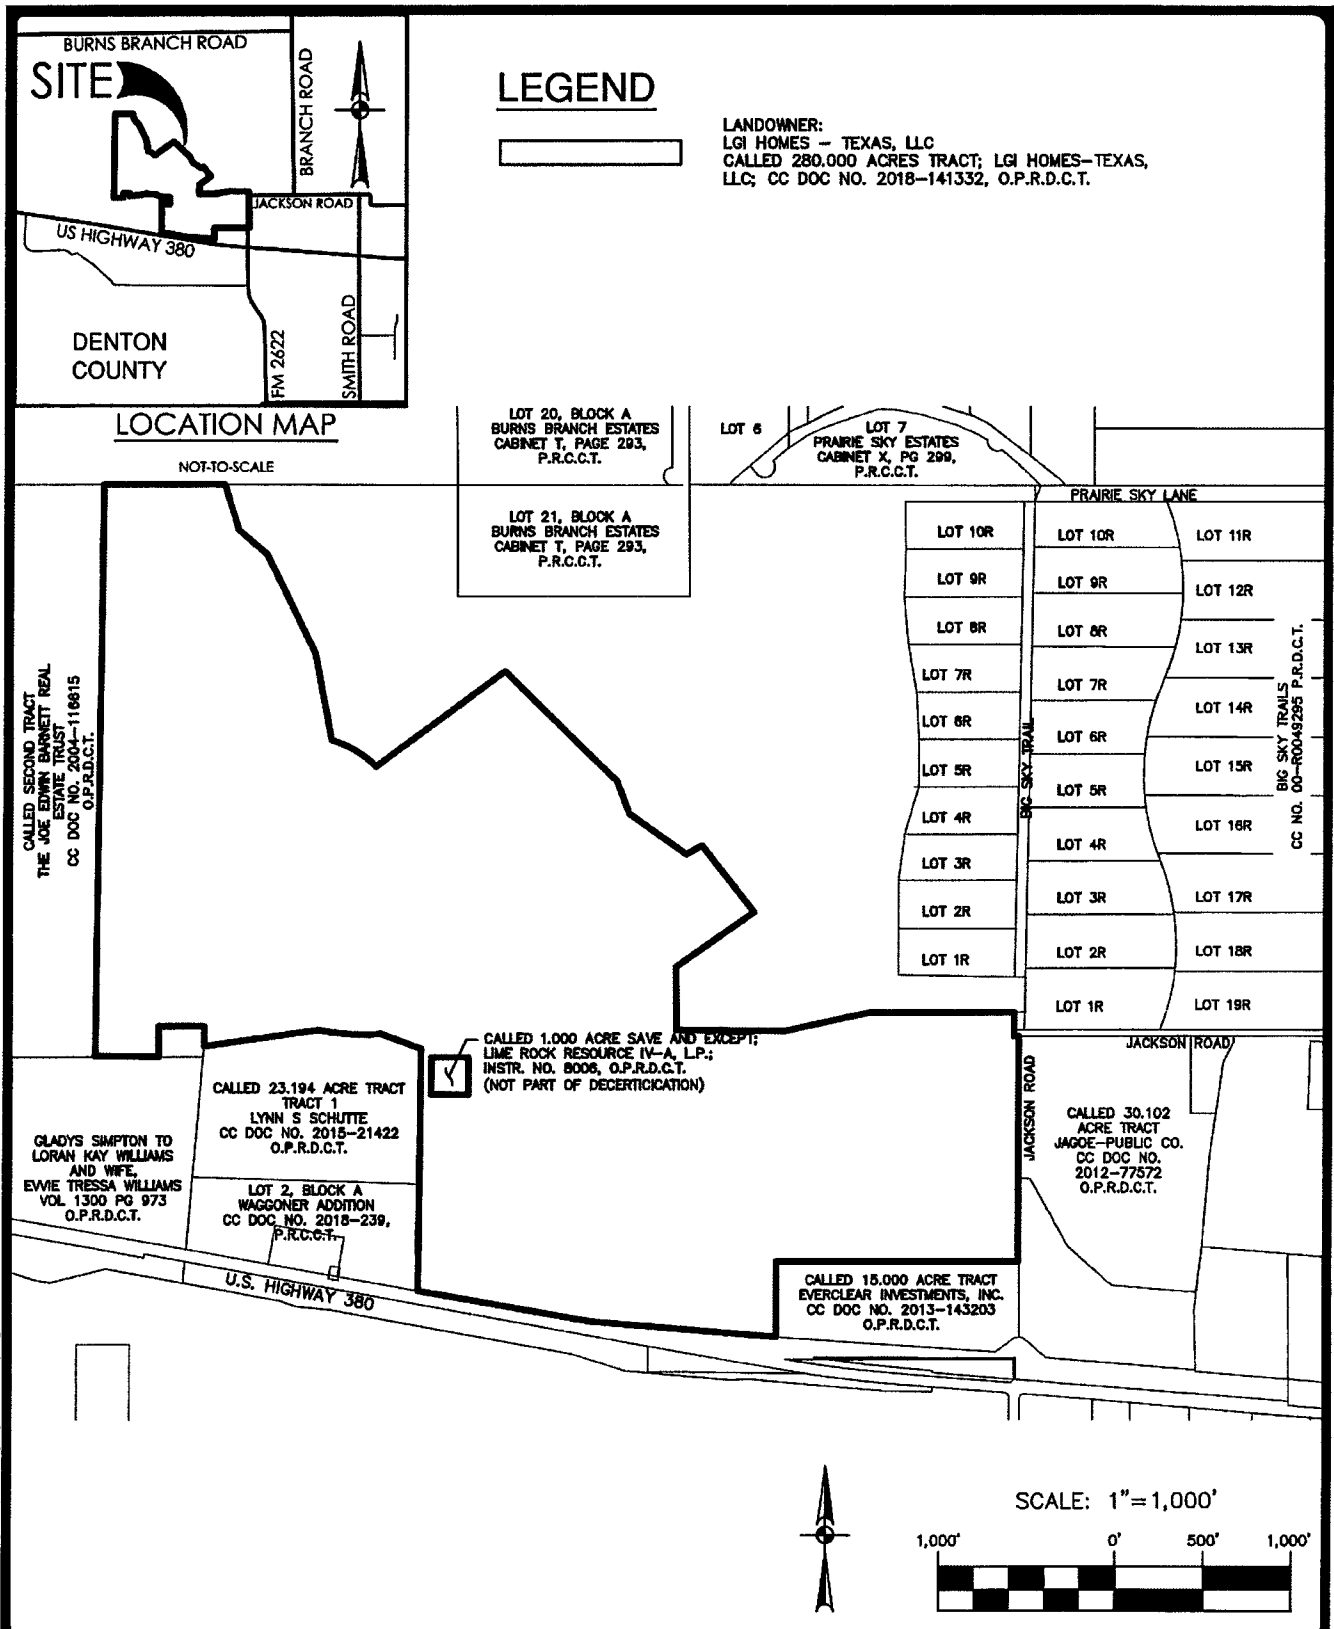 BURNS BRANCH ROAD
SITE
BRANCH ROAD
JACKSON ROAD
US HIGHWAY 380
DENTON
COUNTY
FM 2622
SMITH ROAD
LOCATION MAP
NOT-TO-SCALE
LEGEND
LANDOWNER:
LGI HOMES - TEXAS, LLC
CALLED 280.000 ACRES TRACT; LGI HOMES-TEXAS,
LLC; CC DOC NO. 2018-141332, O.P.R.D.C.T.
LOT 20, BLOCK A
BURNS BRANCH ESTATES
CABINET T, PAGE 293,
P.R.C.C.T.
LOT 6
LOT 7
PRAIRIE SKY ESTATES
CABINET X, PG 299,
P.R.C.C.T.
LOT 21, BLOCK A
BURNS BRANCH ESTATES
CABINET T, PAGE 293,
P.R.C.C.T.
PRAIRIE SKY LANE
LOT 10R
LOT 9R
LOT 8R
LOT 7R
LOT 6R
LOT 5R
LOT 4R
LOT 3R
LOT 2R
LOT 1R
BIG SKY TRAIL
LOT 10R
LOT 9R
LOT 8R
LOT 7R
LOT 6R
LOT 5R
LOT 4R
LOT 3R
LOT 2R
LOT 1R
LOT 11R
LOT 12R
LOT 13R
LOT 14R
LOT 15R
LOT 16R
LOT 17R
LOT 18R
LOT 19R
BIG SKY TRAILS
CC NO. 00-R0049295 P.R.D.C.T.
CALLED SECOND TRACT
THE JOE EDWIN BARNETT REAL
ESTATE TRUST
CC DOC NO. 2004-116815
O.P.R.D.C.T.
CALLED 1.000 ACRE SAVE AND EXCEPT;
LIME ROCK RESOURCE IV-A, L.P.;
INSTR. NO. 8006, O.P.R.D.C.T.
(NOT PART OF DECERTICICATION)
JACKSON ROAD
JACKSON ROAD
CALLED 23.194 ACRE TRACT
TRACT 1
LYNN S SCHUTTE
CC DOC NO. 2015-21422
O.P.R.D.C.T.
CALLED 30.102
ACRE TRACT
JAGOE-PUBLIC CO.
CC DOC NO.
2012-77572
O.P.R.D.C.T.
GLADYS SIMPTON TO
LORAN KAY WILLIAMS
AND WIFE,
EVVIE TRESSA WILLIAMS
VOL 1300 PG 973
O.P.R.D.C.T.
LOT 2, BLOCK A
WAGGONER ADDITION
CC DOC NO. 2018-239,
P.R.C.C.T.
U.S. HIGHWAY 380
CALLED 15.000 ACRE TRACT
EVERCLEAR INVESTMENTS, INC.
CC DOC NO. 2013-143203
O.P.R.D.C.T.
SCALE: 1"=1,000'
1,000' 0' 500' 1,000'